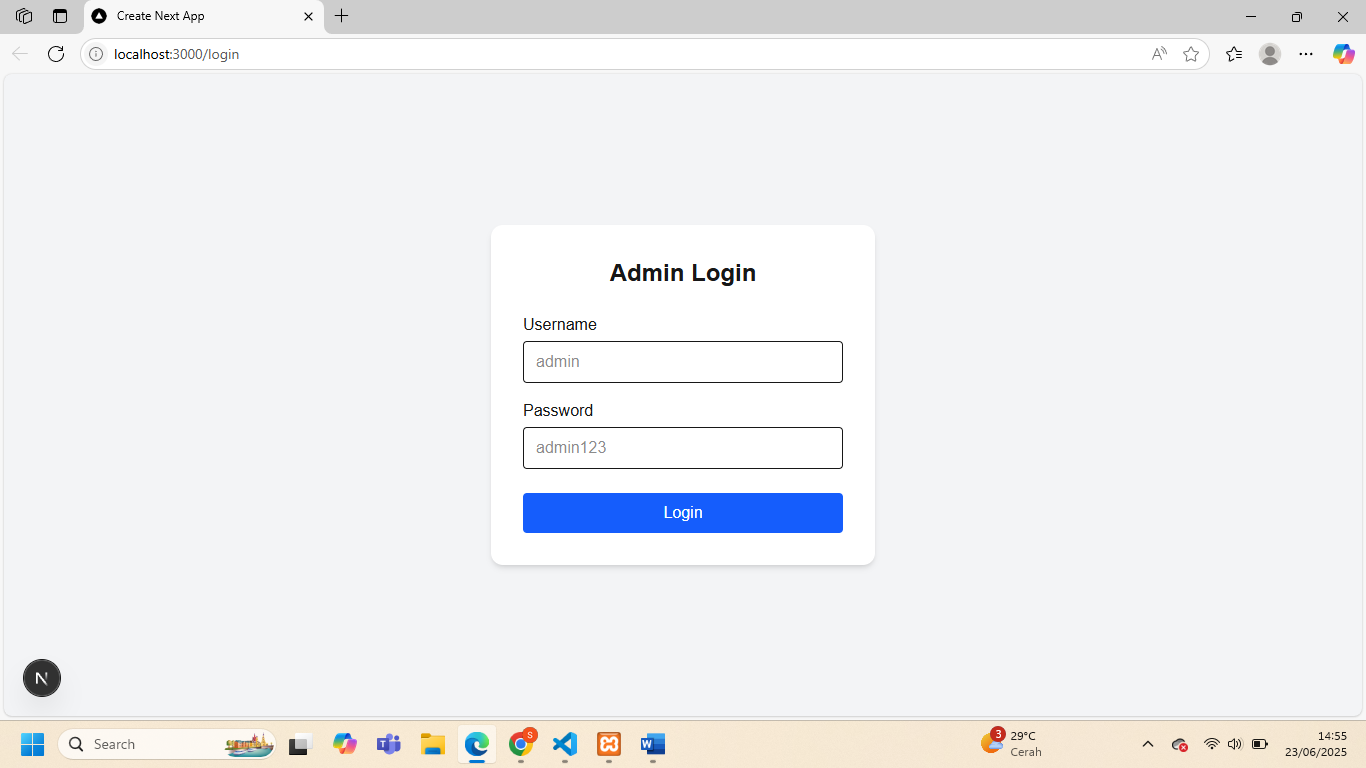 Create Next App
localhost:3000/login
Admin Login
Username
admin
Password
admin123
Login
N
Search
S
W
3
29°C
Cerah
14:55
23/06/2025